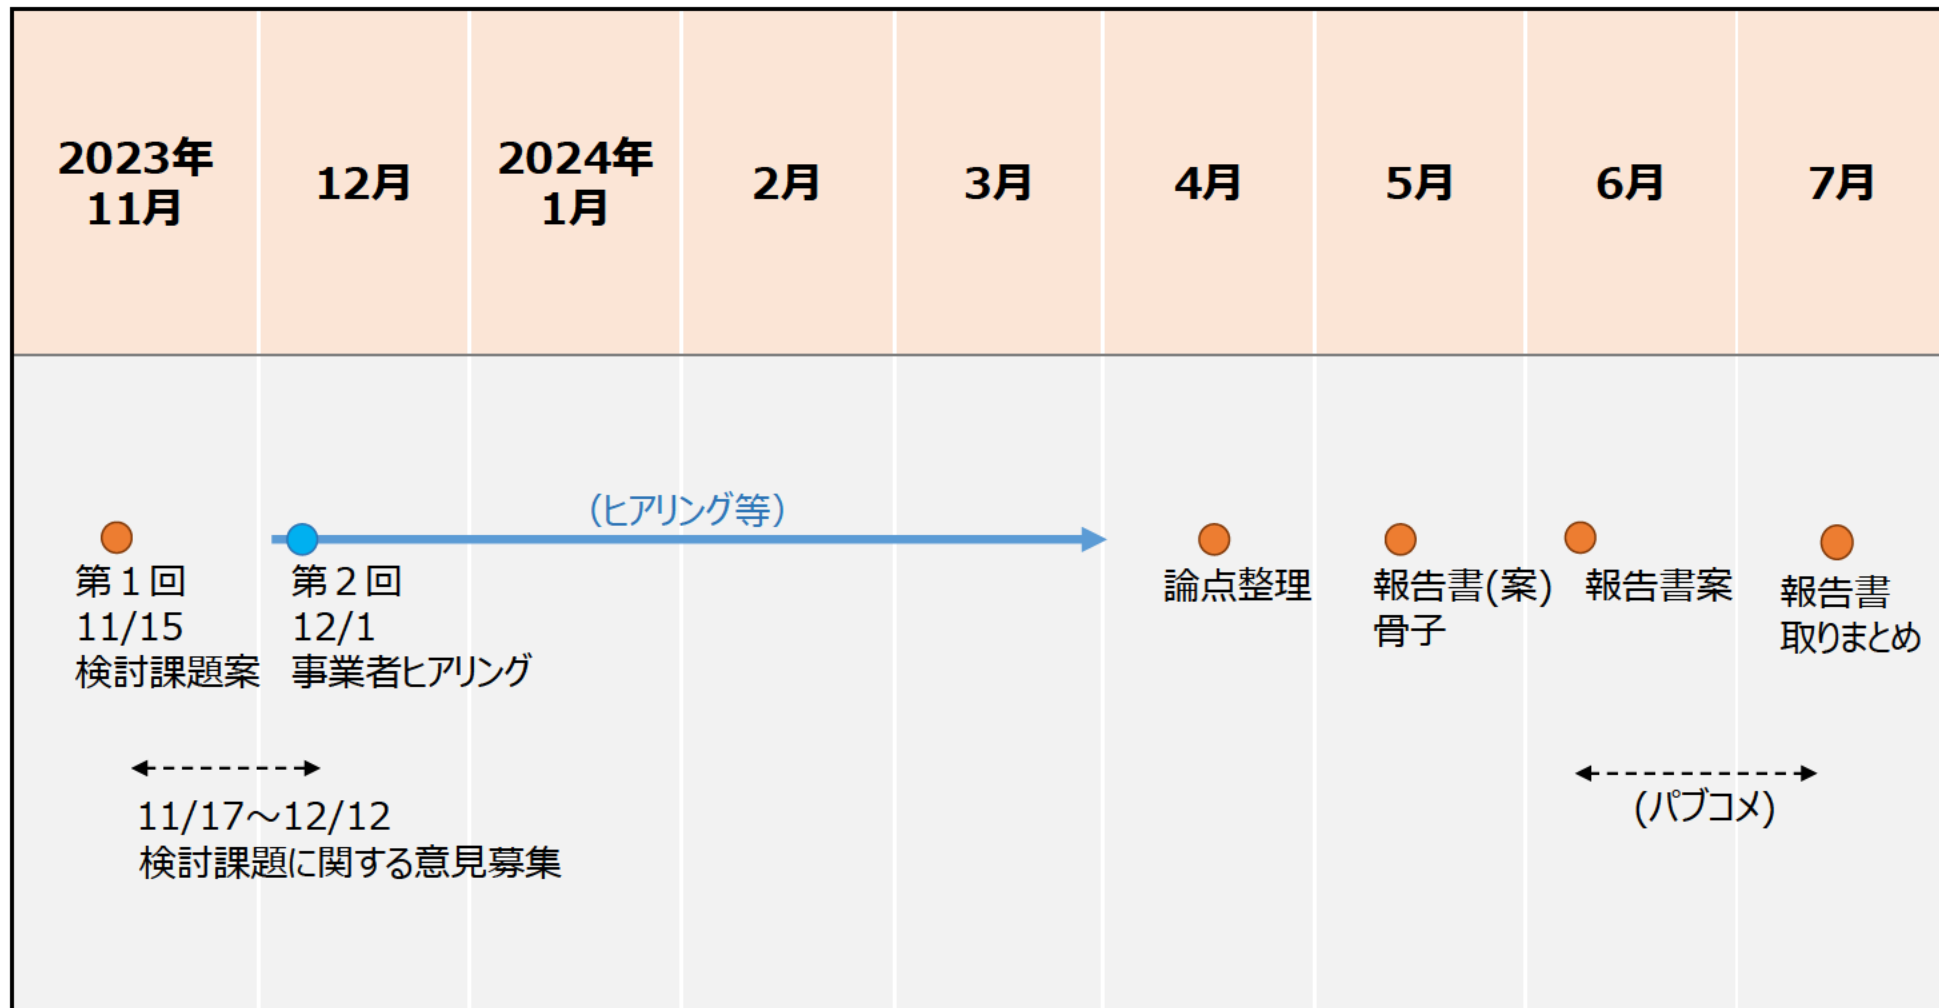 2023年
11月
12月
2024年
1月
2月
3月
4月
5月
6月
7月
(ヒアリング等)
第1回
11/15
検討課題案
第2回
12/1
事業者ヒアリング
論点整理
報告書(案)
骨子
報告書案
報告書
取りまとめ
11/17～12/12
検討課題に関する意見募集
(パブコメ)